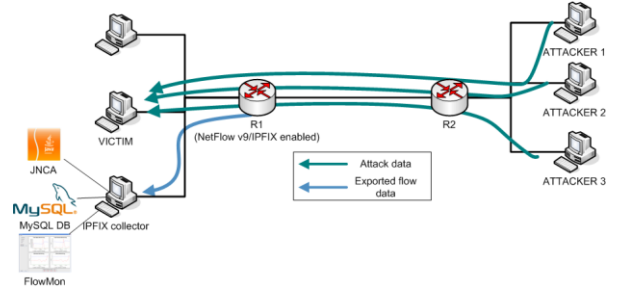 ATTACKER 1
VICTIM
R1
(NetFlow v9/IPFIX enabled)
R2
ATTACKER 2
Attack data
Exported flow
data
ATTACKER 3
JNCA
MySQL
MySQL DB
IPFIX collector
FlowMon